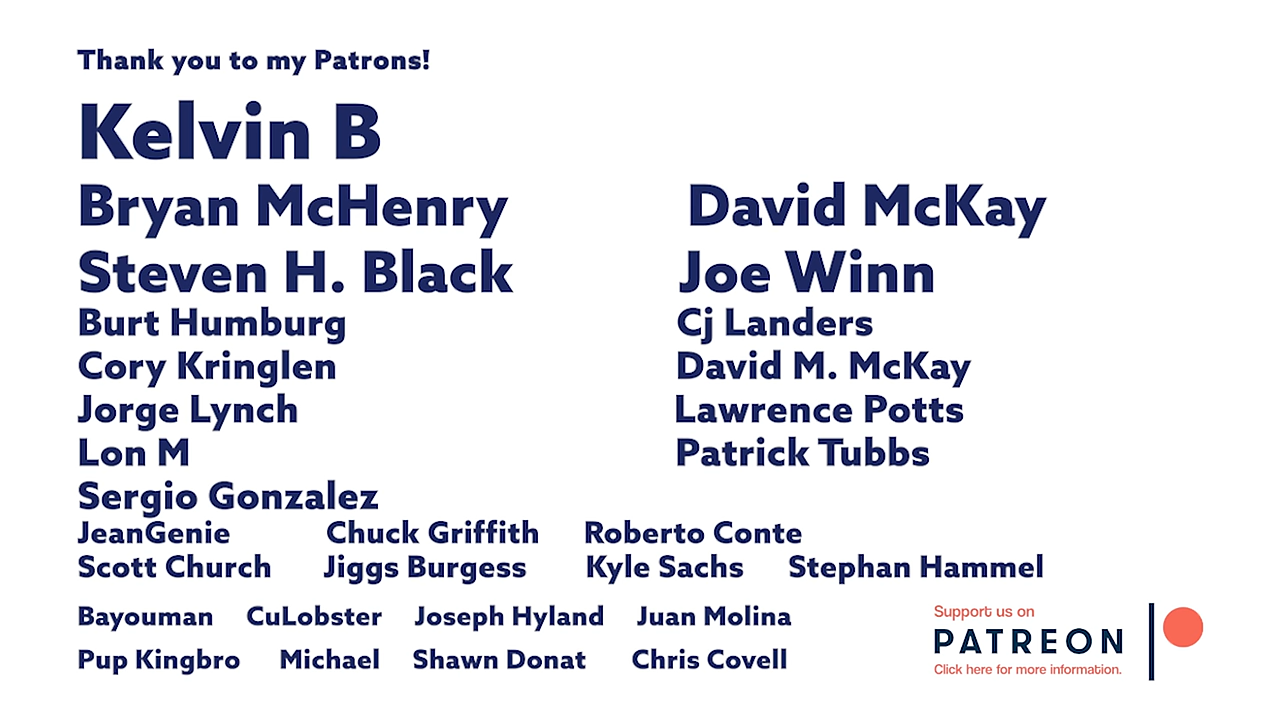 Thank you to my Patrons!
Kelvin B
Bryan McHenry David McKay
Steven H. Black Joe Winn
Burt Humburg Cj Landers
Cory Kringlen David M. McKay
Jorge Lynch Lawrence Potts
Lon M Patrick Tubbs
Sergio Gonzalez
JeanGenie Chuck Griffith Roberto Conte
Scott Church Jiggs Burgess Kyle Sachs Stephan Hammel
Bayouman CuLobster Joseph Hyland Juan Molina
Pup Kingbro Michael Shawn Donat Chris Covell
Support us on
PATREON
Click here for more information.